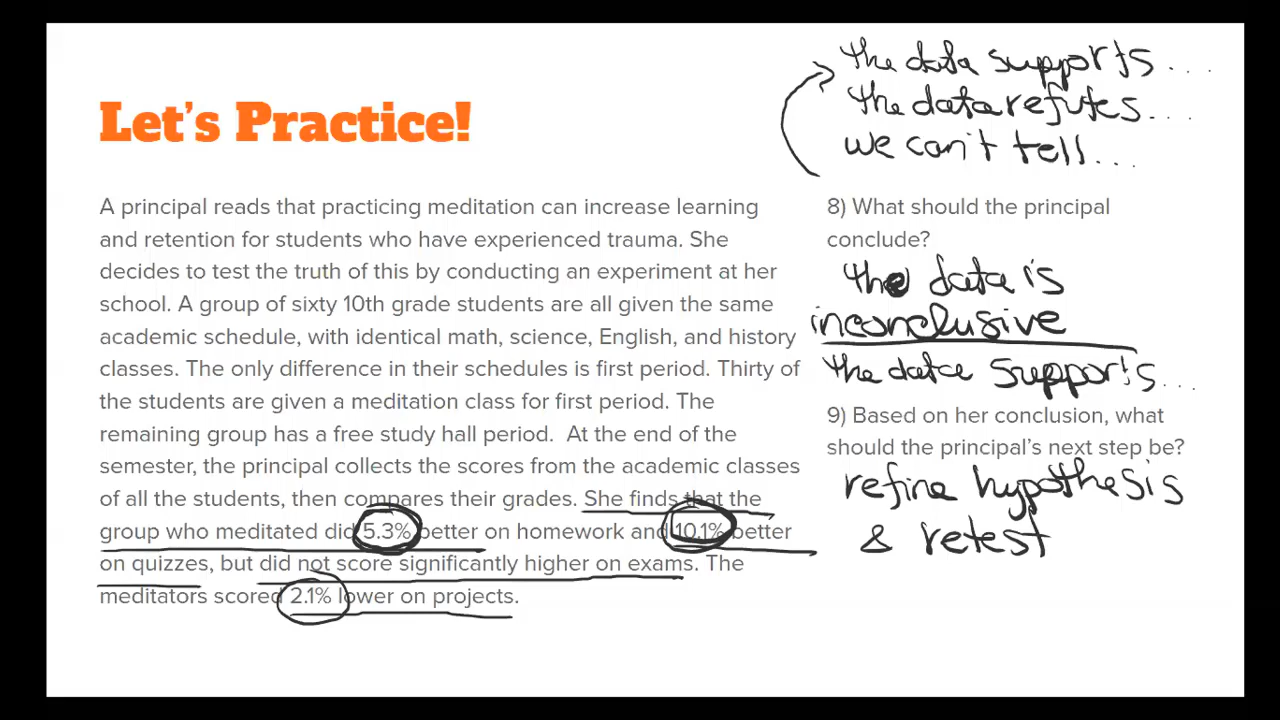 Let's Practice!
A principal reads that practicing meditation can increase learning
and retention for students who have experienced trauma. She
decides to test the truth of this by conducting an experiment at her
school. A group of sixty 10th grade students are all given the same
academic schedule, with identical math, science, English, and history
classes. The only difference in their schedules is first period. Thirty of
the students are given a meditation class for first period. The
remaining group has a free study hall period. At the end of the
semester, the principal collects the scores from the academic classes
of all the students, then compares their grades. She finds that the
group who meditated did 5.3% better on homework and 10.1% better
on quizzes, but did not score significantly higher on exams. The
meditators scored 2.1% lower on projects.
the data supports...
the data refutes...
we can't tell...
8) What should the principal
conclude?
the data is
inconclusive
the data supports...
9) Based on her conclusion, what
should the principal's next step be?
refine hypothesis
& retest